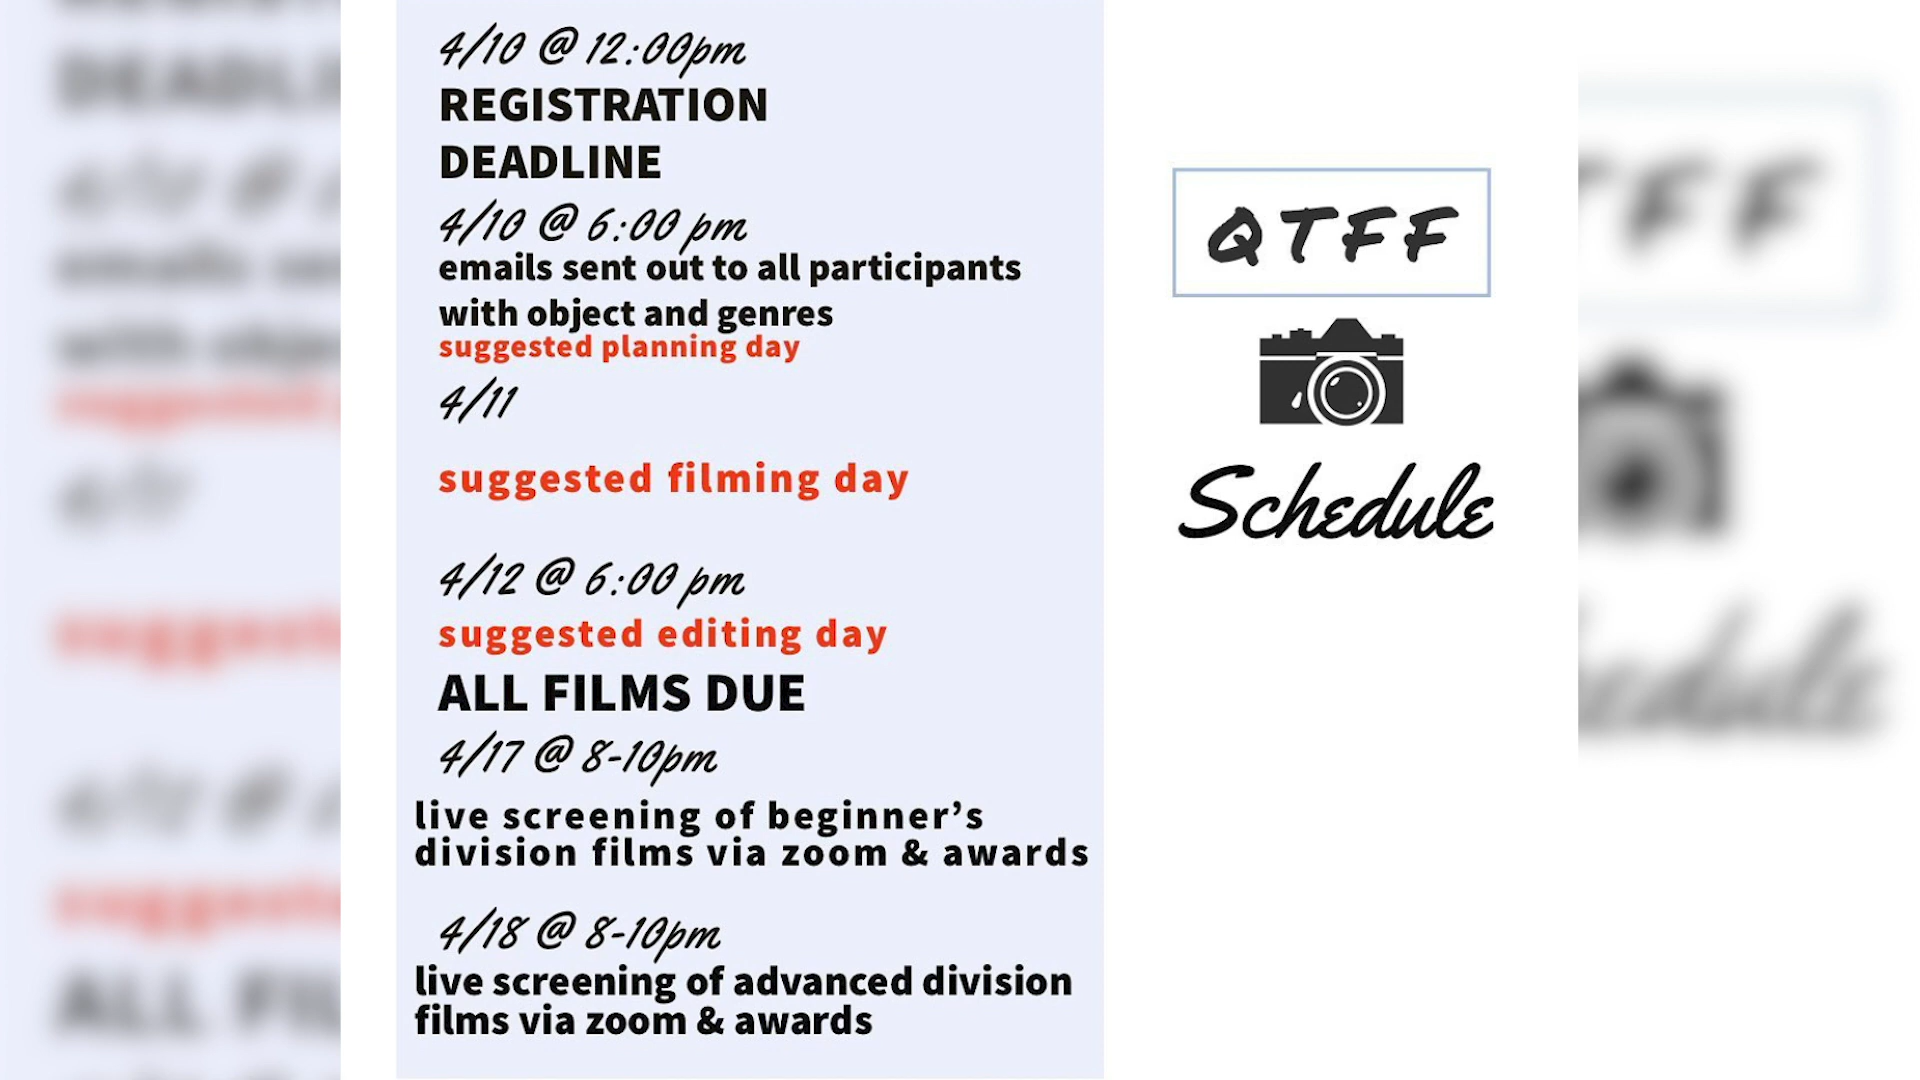 4/10 @ 12:00pm
REGISTRATION
DEADLINE
4/10 @ 6:00 pm
emails sent out to all participants
with object and genres
suggested planning day
4/11
suggested filming day
4/12 @ 6:00 pm
suggested editing day
ALL FILMS DUE
4/17 @ 8-10pm
live screening of beginner's
division films via zoom & awards
4/18 @ 8-10pm
live screening of advanced division
films via zoom & awards
QTFF
Schedule